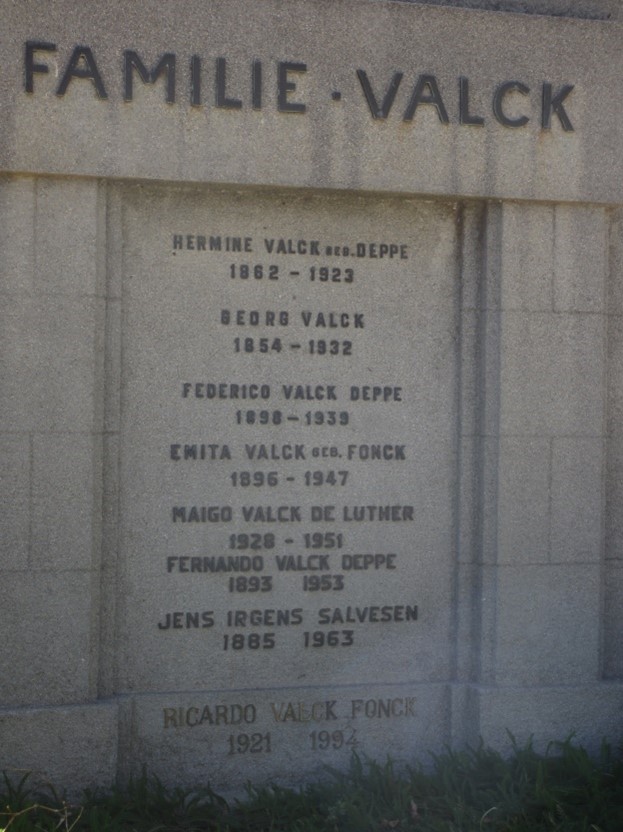 FAMILIE · VALCK
HERMINE VALCK GEB. DEPPE
1862 – 1923
GEORG VALCK
1854 – 1932
FEDERICO VALCK DEPPE
1898 – 1939
EMITA VALCK GEB. FONCK
1896 – 1947
MAIGO VALCK DE LUTHER
1928 – 1951
FERNANDO VALCK DEPPE
1893 1953
JENS IRGENS SALVESEN
1885 1963
RICARDO VALCK FONCK
1921 1994